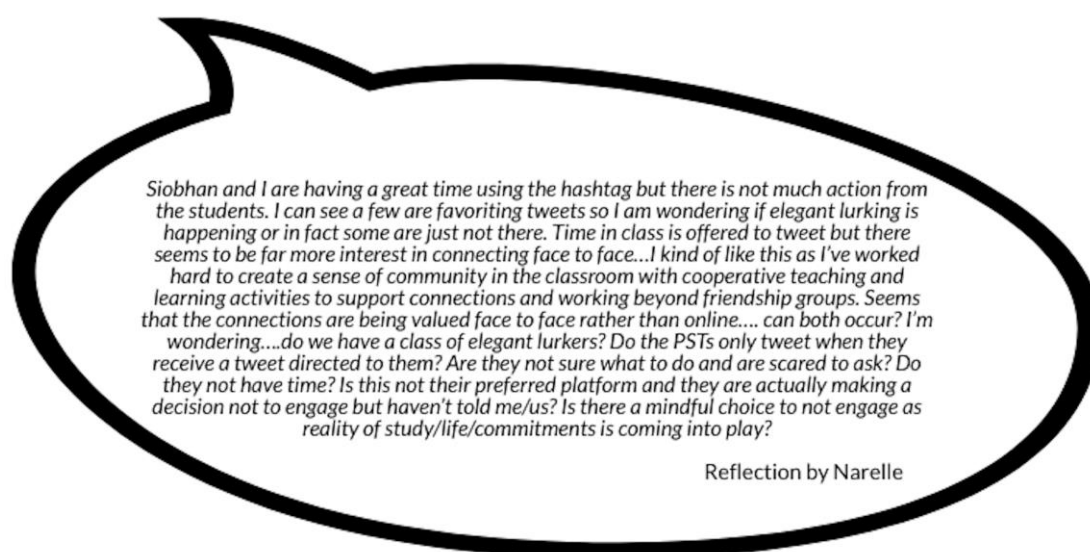 Siobhan and I are having a great time using the hashtag but there is not much action from
the students. I can see a few are favoriting tweets so I am wondering if elegant lurking is
happening or in fact some are just not there. Time in class is offered to tweet but there
seems to be far more interest in connecting face to face...I kind of like this as I've worked
hard to create a sense of community in the classroom with cooperative teaching and
learning activities to support connections and working beyond friendship groups. Seems
that the connections are being valued face to face rather than online.... can both occur? I'm
wondering....do we have a class of elegant lurkers? Do the PSTs only tweet when they
receive a tweet directed to them? Are they not sure what to do and are scared to ask? Do
they not have time? Is this not their preferred platform and they are actually making a
decision not to engage but haven't told me/us? Is there a mindful choice to not engage as
reality of study/life/commitments is coming into play?
Reflection by Narelle